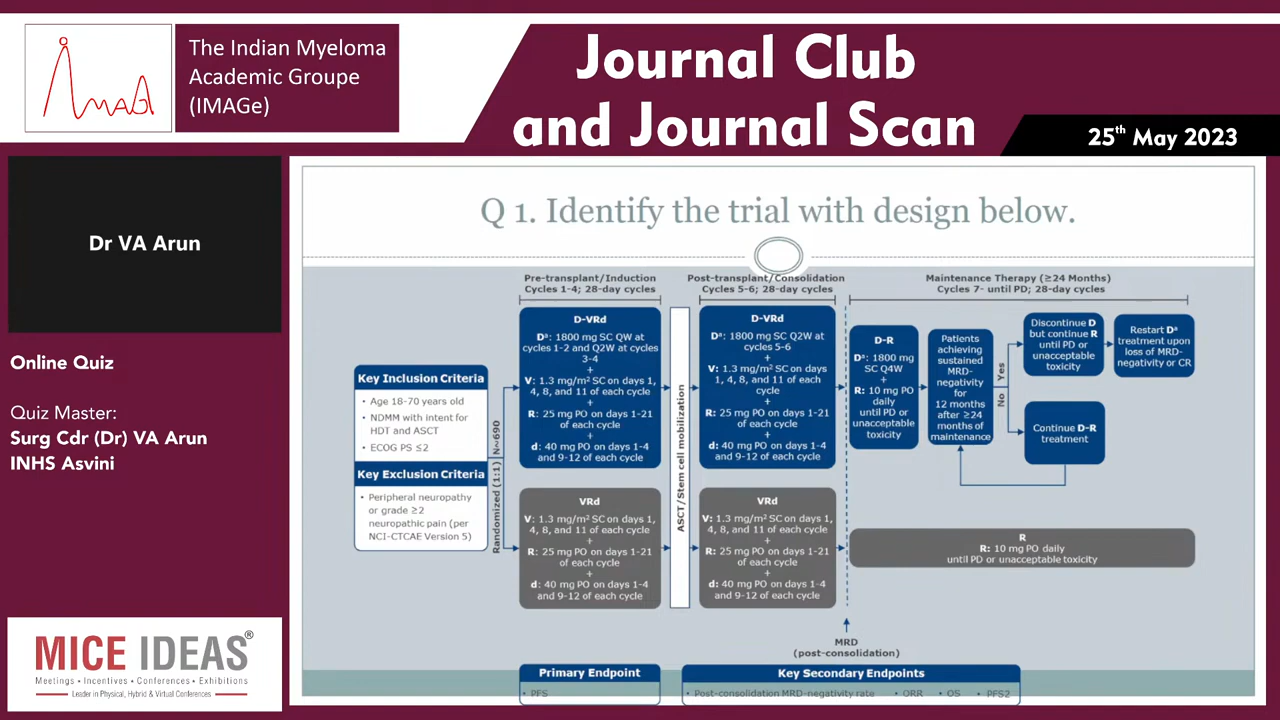 The Indian Myeloma
Academic Groupe
(IMAGe)
Journal Club
and Journal Scan
25th May 2023
Dr VA Arun
Online Quiz
Quiz Master:
Surg Cdr (Dr) VA Arun
INHS Asvini
MICE IDEAS®
Meetings • Incentives • Conferences • Exhibitions
Leader in Physical, Hybrid & Virtual Conferences
Q 1. Identify the trial with design below.
Key Inclusion Criteria
• Age 18-70 years old
• NDMM with intent for
HDT and ASCT
• ECOG PS ≤2
Key Exclusion Criteria
• Peripheral neuropathy
or grade ≥2
neuropathic pain (per
NCI-CTCAE Version 5)
Randomized (1:1) N~690
Pre-transplant/Induction
Cycles 1-4; 28-day cycles
D-VRd
Dª: 1800 mg SC QW at
cycles 1-2 and Q2W at cycles
3-4
+
V: 1.3 mg/m² SC on days 1,
4, 8, and 11 of each cycle
+
R: 25 mg PO on days 1-21
of each cycle
+
d: 40 mg PO on days 1-4
and 9-12 of each cycle
VRd
V: 1.3 mg/m² SC on days 1,
4, 8, and 11 of each cycle
+
R: 25 mg PO on days 1-21
of each cycle
+
d: 40 mg PO on days 1-4
and 9-12 of each cycle
ASCT/Stem cell mobilization
Post-transplant/Consolidation
Cycles 5-6; 28-day cycles
D-VRd
Dª: 1800 mg SC Q2W at
cycles 5-6
+
V: 1.3 mg/m² SC on days
1, 4, 8, and 11 of each
cycle
+
R: 25 mg PO on days 1-21
of each cycle
+
d: 40 mg PO on days 1-4
and 9-12 of each cycle
VRd
V: 1.3 mg/m² SC on days 1,
4, 8, and 11 of each cycle
+
R: 25 mg PO on days 1-21
of each cycle
+
d: 40 mg PO on days 1-4
and 9-12 of each cycle
Maintenance Therapy (≥24 Months)
Cycles 7- until PD; 28-day cycles
D-R
Dª: 1800 mg
SC Q4W
+
R: 10 mg PO
daily
until PD or
unacceptable
toxicity
Patients
achieving
sustained
MRD-
negativity
for
12 months
after ≥24
months of
maintenance
Yes
No
Discontinue D
but continue R
until PD or
unacceptable
toxicity
Restart Dª
treatment upon
loss of MRD-
negativity or CR
Continue D-R
treatment
R
R: 10 mg PO daily
until PD or unacceptable toxicity
MRD
(post-consolidation)
Primary Endpoint
• PFS
Key Secondary Endpoints
• Post-consolidation MRD-negativity rate • ORR • OS • PFS2